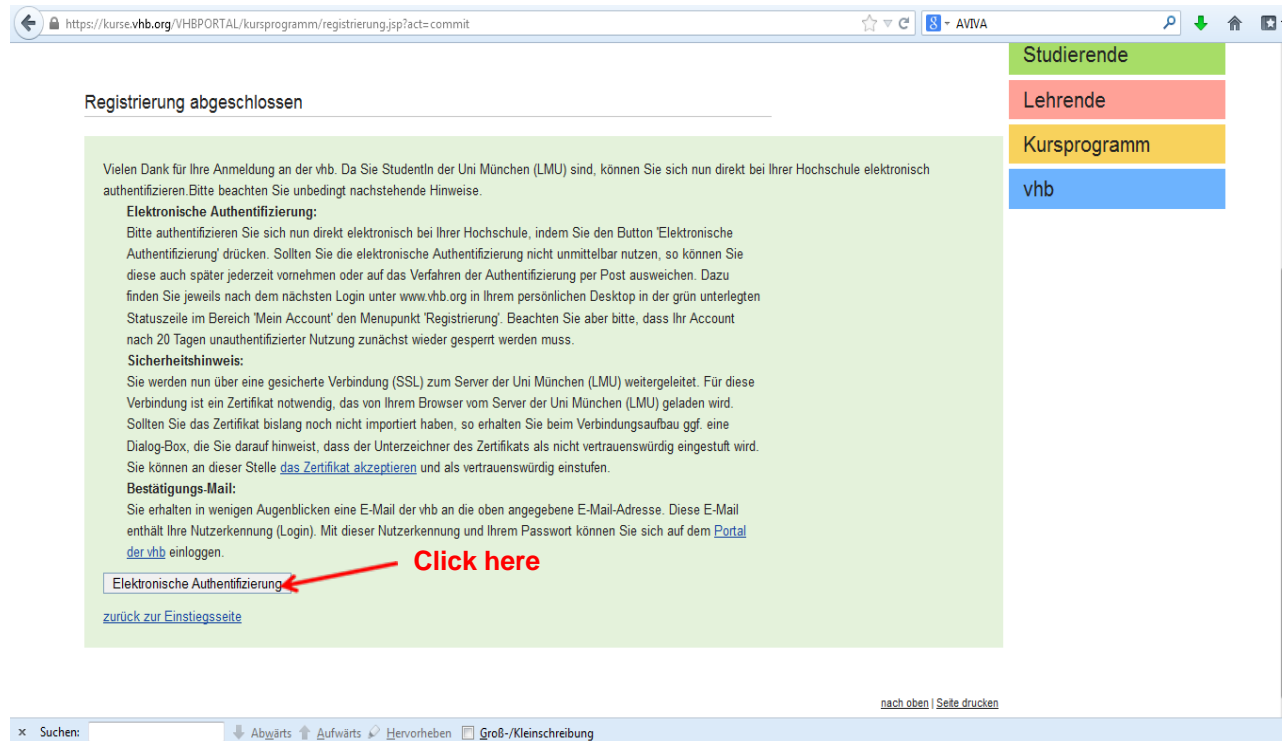 https://kurse.vhb.org/VHBPORTAL/kursprogramm/registrierung.jsp?act=commit
AVIVA
Studierende
Lehrende
Kursprogramm
vhb
Registrierung abgeschlossen
Vielen Dank für Ihre Anmeldung an der vhb. Da Sie StudentIn der Uni München (LMU) sind, können Sie sich nun direkt bei Ihrer Hochschule elektronisch
authentifizieren.Bitte beachten Sie unbedingt nachstehende Hinweise.
Elektronische Authentifizierung:
Bitte authentifizieren Sie sich nun direkt elektronisch bei Ihrer Hochschule, indem Sie den Button 'Elektronische
Authentifizierung' drücken. Sollten Sie die elektronische Authentifizierung nicht unmittelbar nutzen, so können Sie
diese auch später jederzeit vornehmen oder auf das Verfahren der Authentifizierung per Post ausweichen. Dazu
finden Sie jeweils nach dem nächsten Login unter www.vhb.org in Ihrem persönlichen Desktop in der grün unterlegten
Statuszeile im Bereich 'Mein Account' den Menupunkt 'Registrierung'. Beachten Sie aber bitte, dass Ihr Account
nach 20 Tagen unauthentifizierter Nutzung zunächst wieder gesperrt werden muss.
Sicherheitshinweis:
Sie werden nun über eine gesicherte Verbindung (SSL) zum Server der Uni München (LMU) weitergeleitet. Für diese
Verbindung ist ein Zertifikat notwendig, das von Ihrem Browser vom Server der Uni München (LMU) geladen wird.
Sollten Sie das Zertifikat bislang noch nicht importiert haben, so erhalten Sie beim Verbindungsaufbau ggf. eine
Dialog-Box, die Sie darauf hinweist, dass der Unterzeichner des Zertifikats als nicht vertrauenswürdig eingestuft wird.
Sie können an dieser Stelle das Zertifikat akzeptieren und als vertrauenswürdig einstufen.
Bestätigungs-Mail:
Sie erhalten in wenigen Augenblicken eine E-Mail der vhb an die oben angegebene E-Mail-Adresse. Diese E-Mail
enthält Ihre Nutzerkennung (Login). Mit dieser Nutzerkennung und Ihrem Passwort können Sie sich auf dem Portal
der vhb einloggen.
Click here
Elektronische Authentifizierung
zurück zur Einstiegsseite
nach oben | Seite drucken
x Suchen: Abwärts Aufwärts Hervorheben Groß-/Kleinschreibung